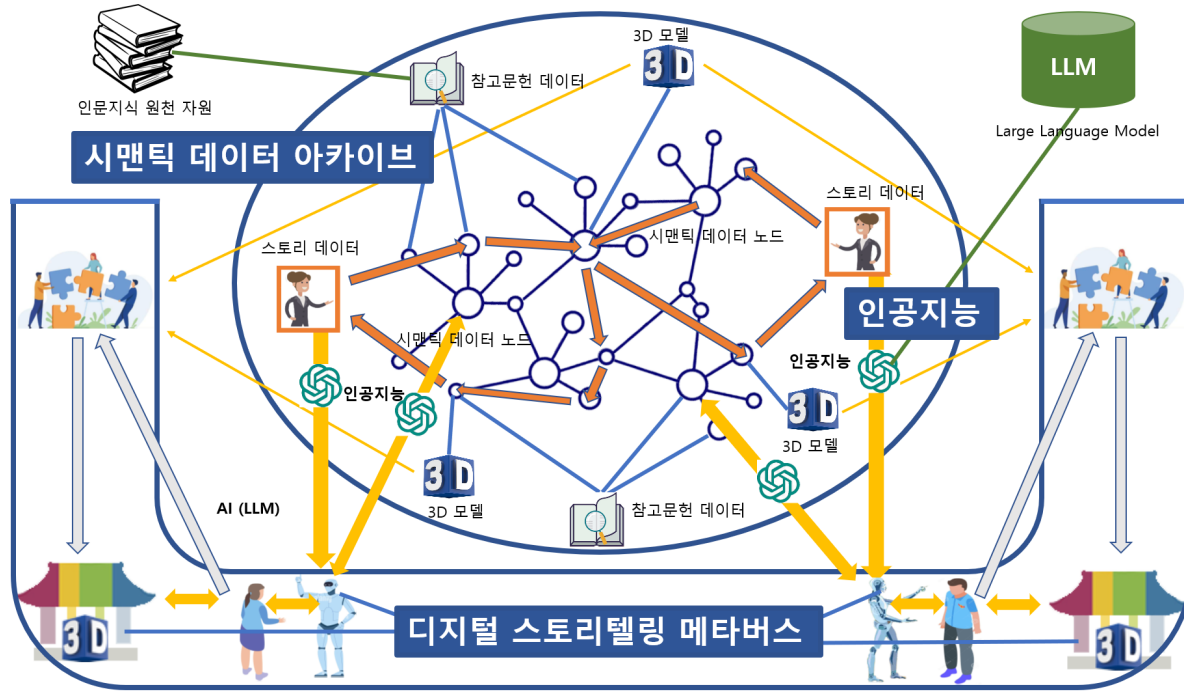 3D 모델
3D
LLM
참고문헌 데이터
인문지식 원천 자원
Large Language Model
시맨틱 데이터 아카이브
스토리 데이터
시맨틱 데이터 노드
스토리 데이터
인공지능
시맨틱 데이터 노드
인공지능
인공지능
3D
3D 모델
3D
3D 모델
AI (LLM)
참고문헌 데이터
디지털 스토리텔링 메타버스
3D
3D